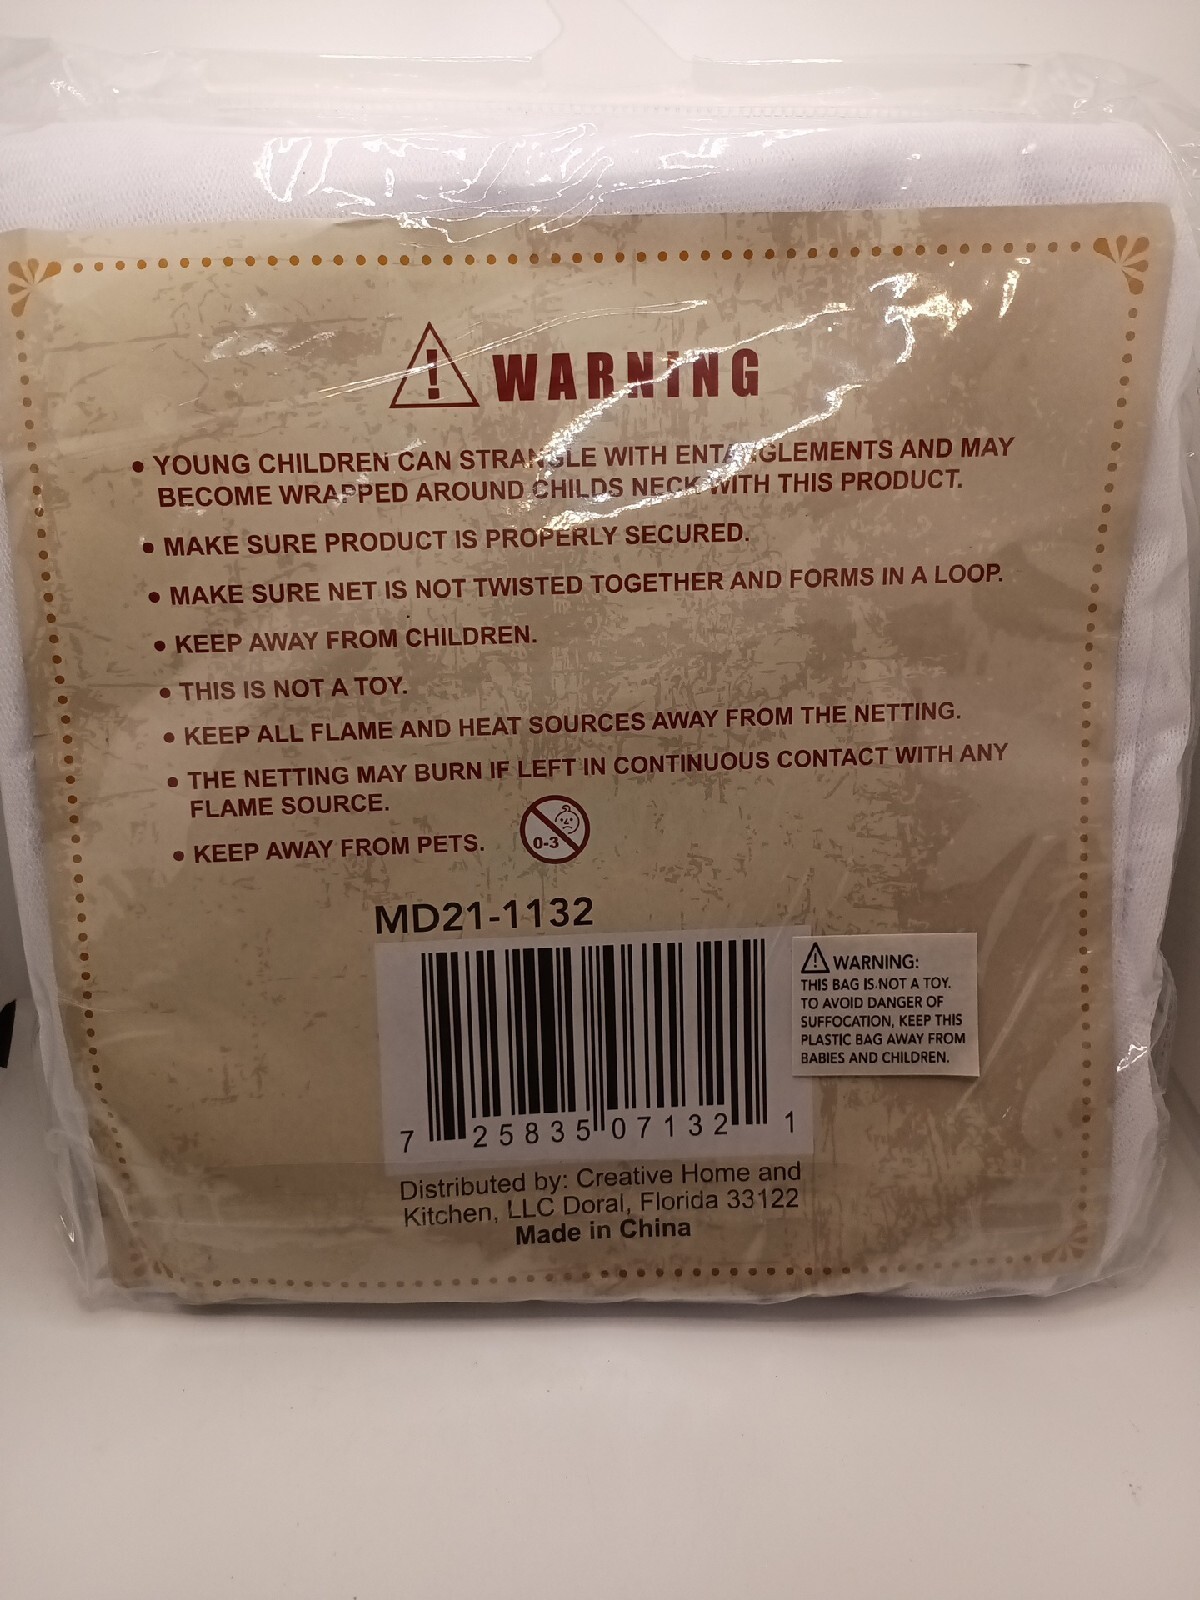 ! WARNING
• YOUNG CHILDREN CAN STRANGLE WITH ENTANGLEMENTS AND MAY
BECOME WRAPPED AROUND CHILDS NECK WITH THIS PRODUCT.
• MAKE SURE PRODUCT IS PROPERLY SECURED.
• MAKE SURE NET IS NOT TWISTED TOGETHER AND FORMS IN A LOOP.
• KEEP AWAY FROM CHILDREN.
• THIS IS NOT A TOY.
• KEEP ALL FLAME AND HEAT SOURCES AWAY FROM THE NETTING.
• THE NETTING MAY BURN IF LEFT IN CONTINUOUS CONTACT WITH ANY
FLAME SOURCE.
• KEEP AWAY FROM PETS.
0-3
MD21-1132
7 25835 07132 1
! WARNING:
THIS BAG IS NOT A TOY.
TO AVOID DANGER OF
SUFFOCATION, KEEP THIS
PLASTIC BAG AWAY FROM
BABIES AND CHILDREN.
Distributed by: Creative Home and
Kitchen, LLC Doral, Florida 33122
Made in China